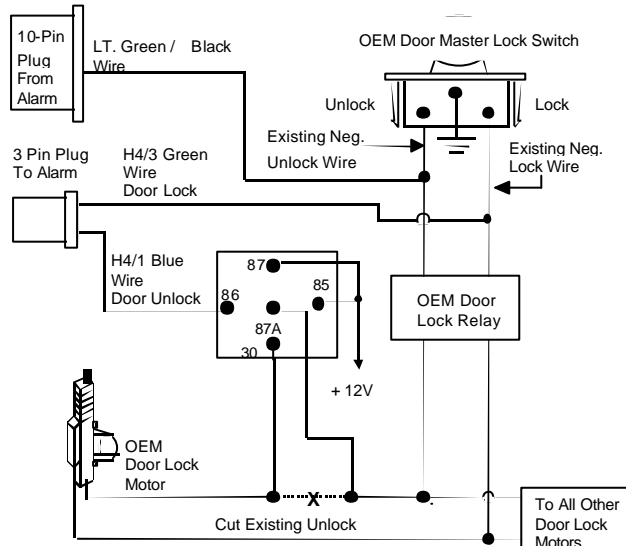 10-Pin
Plug
From
Alarm
LT. Green / Black
Wire
OEM Door Master Lock Switch
Unlock
Lock
Existing Neg.
Unlock Wire
Existing Neg.
Lock Wire
3 Pin Plug
To Alarm
H4/3 Green
Wire
Door Lock
H4/1 Blue
Wire
Door Unlock
87
86
85
87A
30
+ 12V
OEM Door
Lock Relay
OEM
Door Lock
Motor
X
Cut Existing Unlock
To All Other
Door Lock
Motors